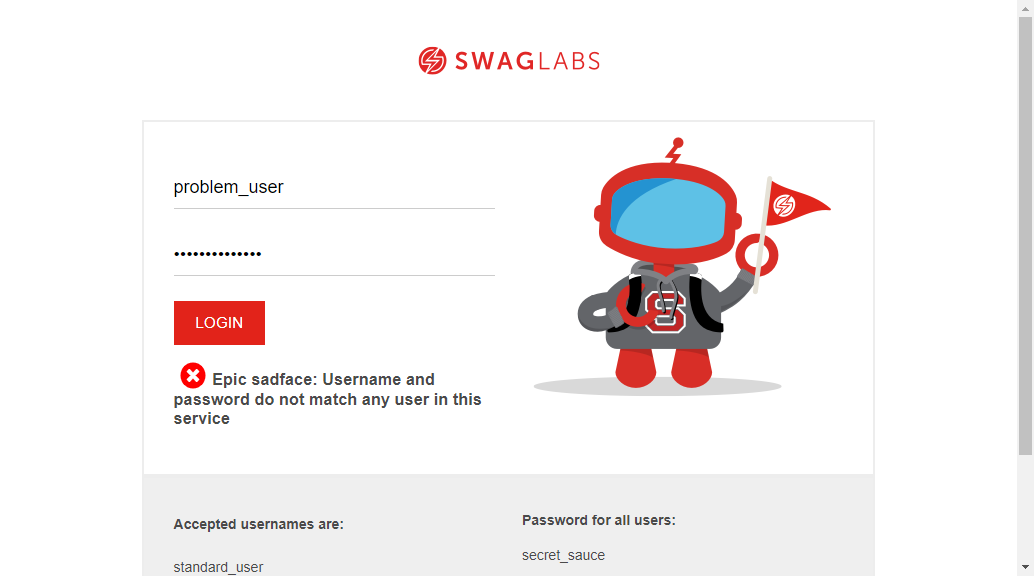 SWAGLABS
problem_user
••••••••••••••
LOGIN
Epic sadface: Username and
password do not match any user in this
service
S
Accepted usernames are:
standard_user
Password for all users:
secret_sauce